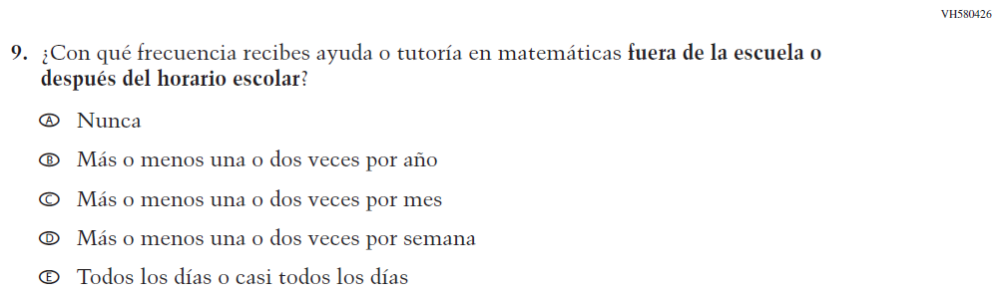 VH580426
9. ¿Con qué frecuencia recibes ayuda o tutoría en matemáticas fuera de la escuela o
después del horario escolar?
A Nunca
B Más o menos una o dos veces por año
C Más o menos una o dos veces por mes
D Más o menos una o dos veces por semana
E Todos los días o casi todos los días